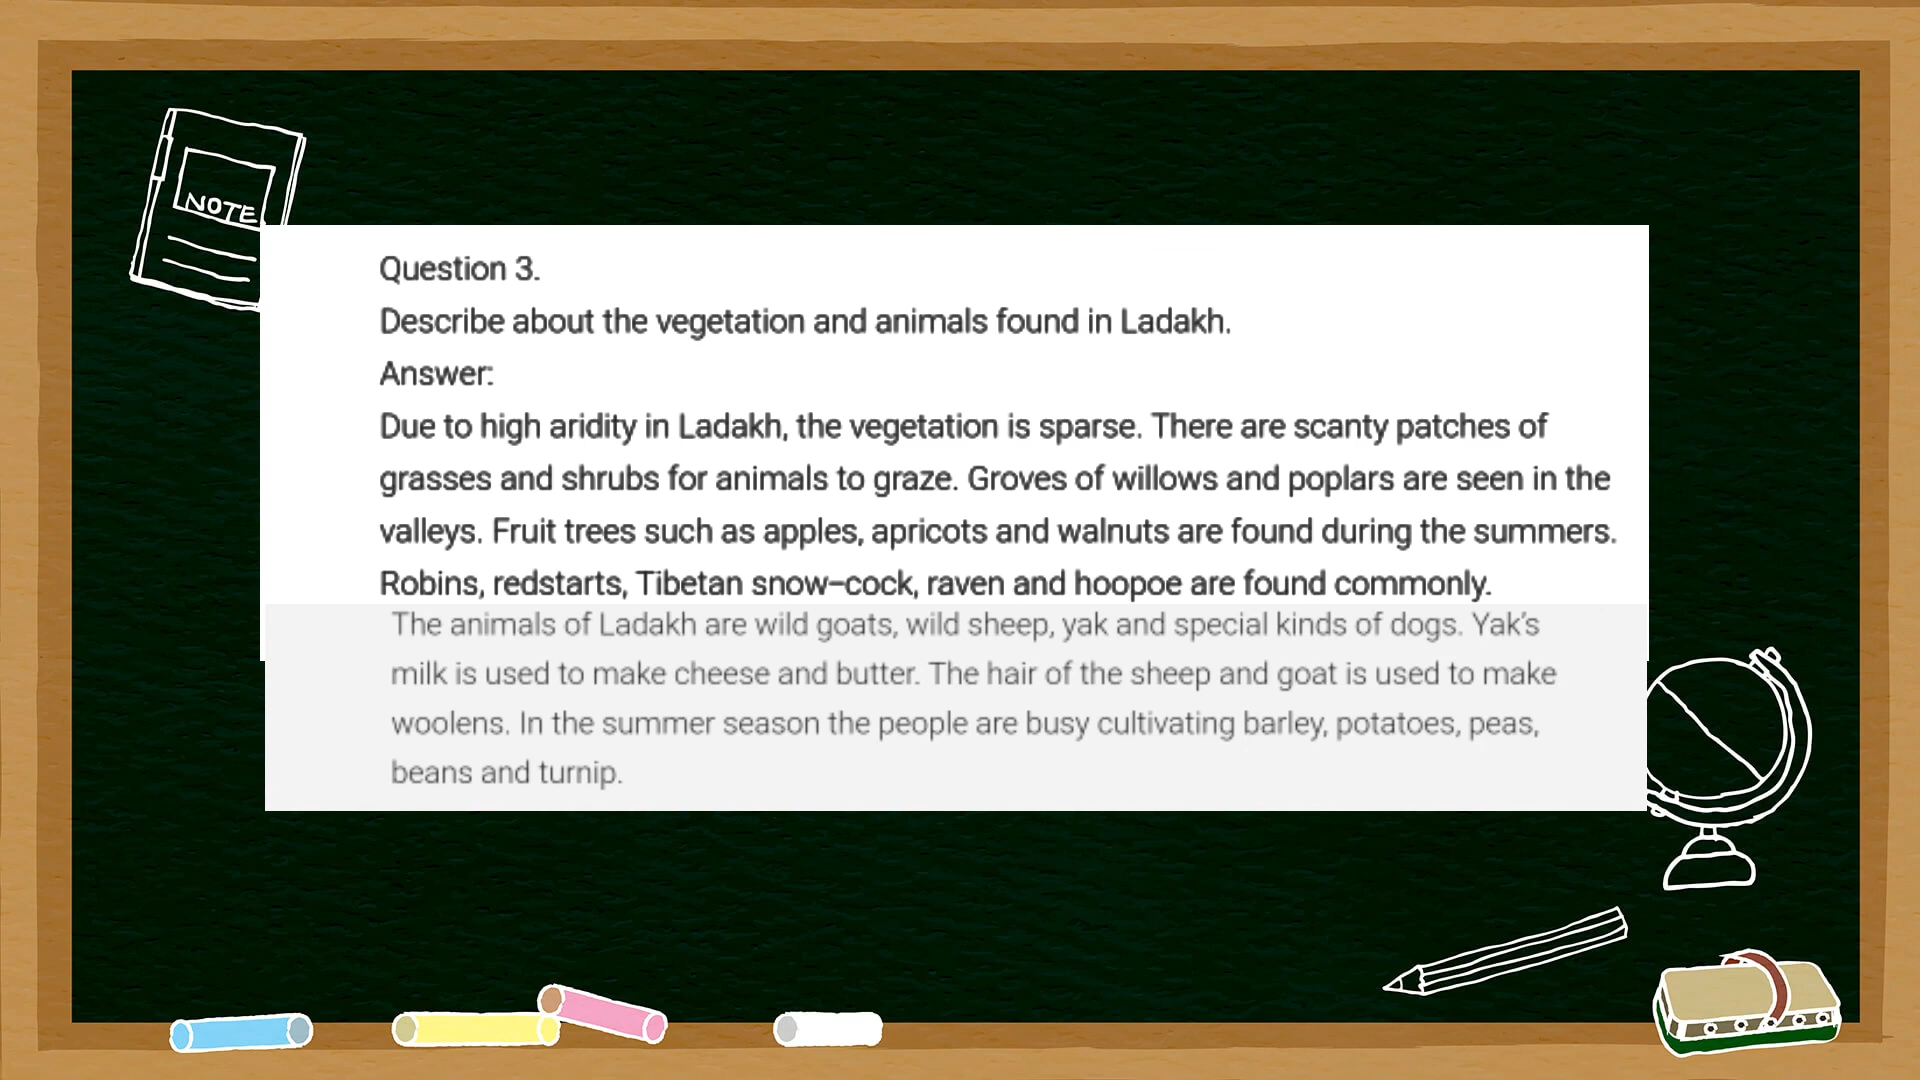 NOTE
Question 3.
Describe about the vegetation and animals found in Ladakh.
Answer:
Due to high aridity in Ladakh, the vegetation is sparse. There are scanty patches of
grasses and shrubs for animals to graze. Groves of willows and poplars are seen in the
valleys. Fruit trees such as apples, apricots and walnuts are found during the summers.
Robins, redstarts, Tibetan snow–cock, raven and hoopoe are found commonly.
The animals of Ladakh are wild goats, wild sheep, yak and special kinds of dogs. Yak’s
milk is used to make cheese and butter. The hair of the sheep and goat is used to make
woolens. In the summer season the people are busy cultivating barley, potatoes, peas,
beans and turnip.